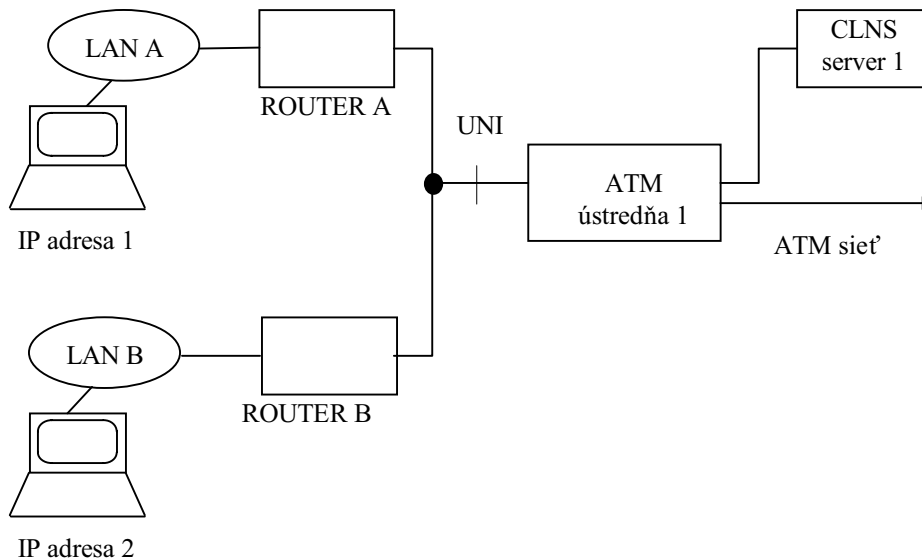 LAN A
ROUTER A
IP adresa 1
UNI
ATM
ústredňa 1
CLNS
server 1
ATM sieť
LAN B
ROUTER B
IP adresa 2